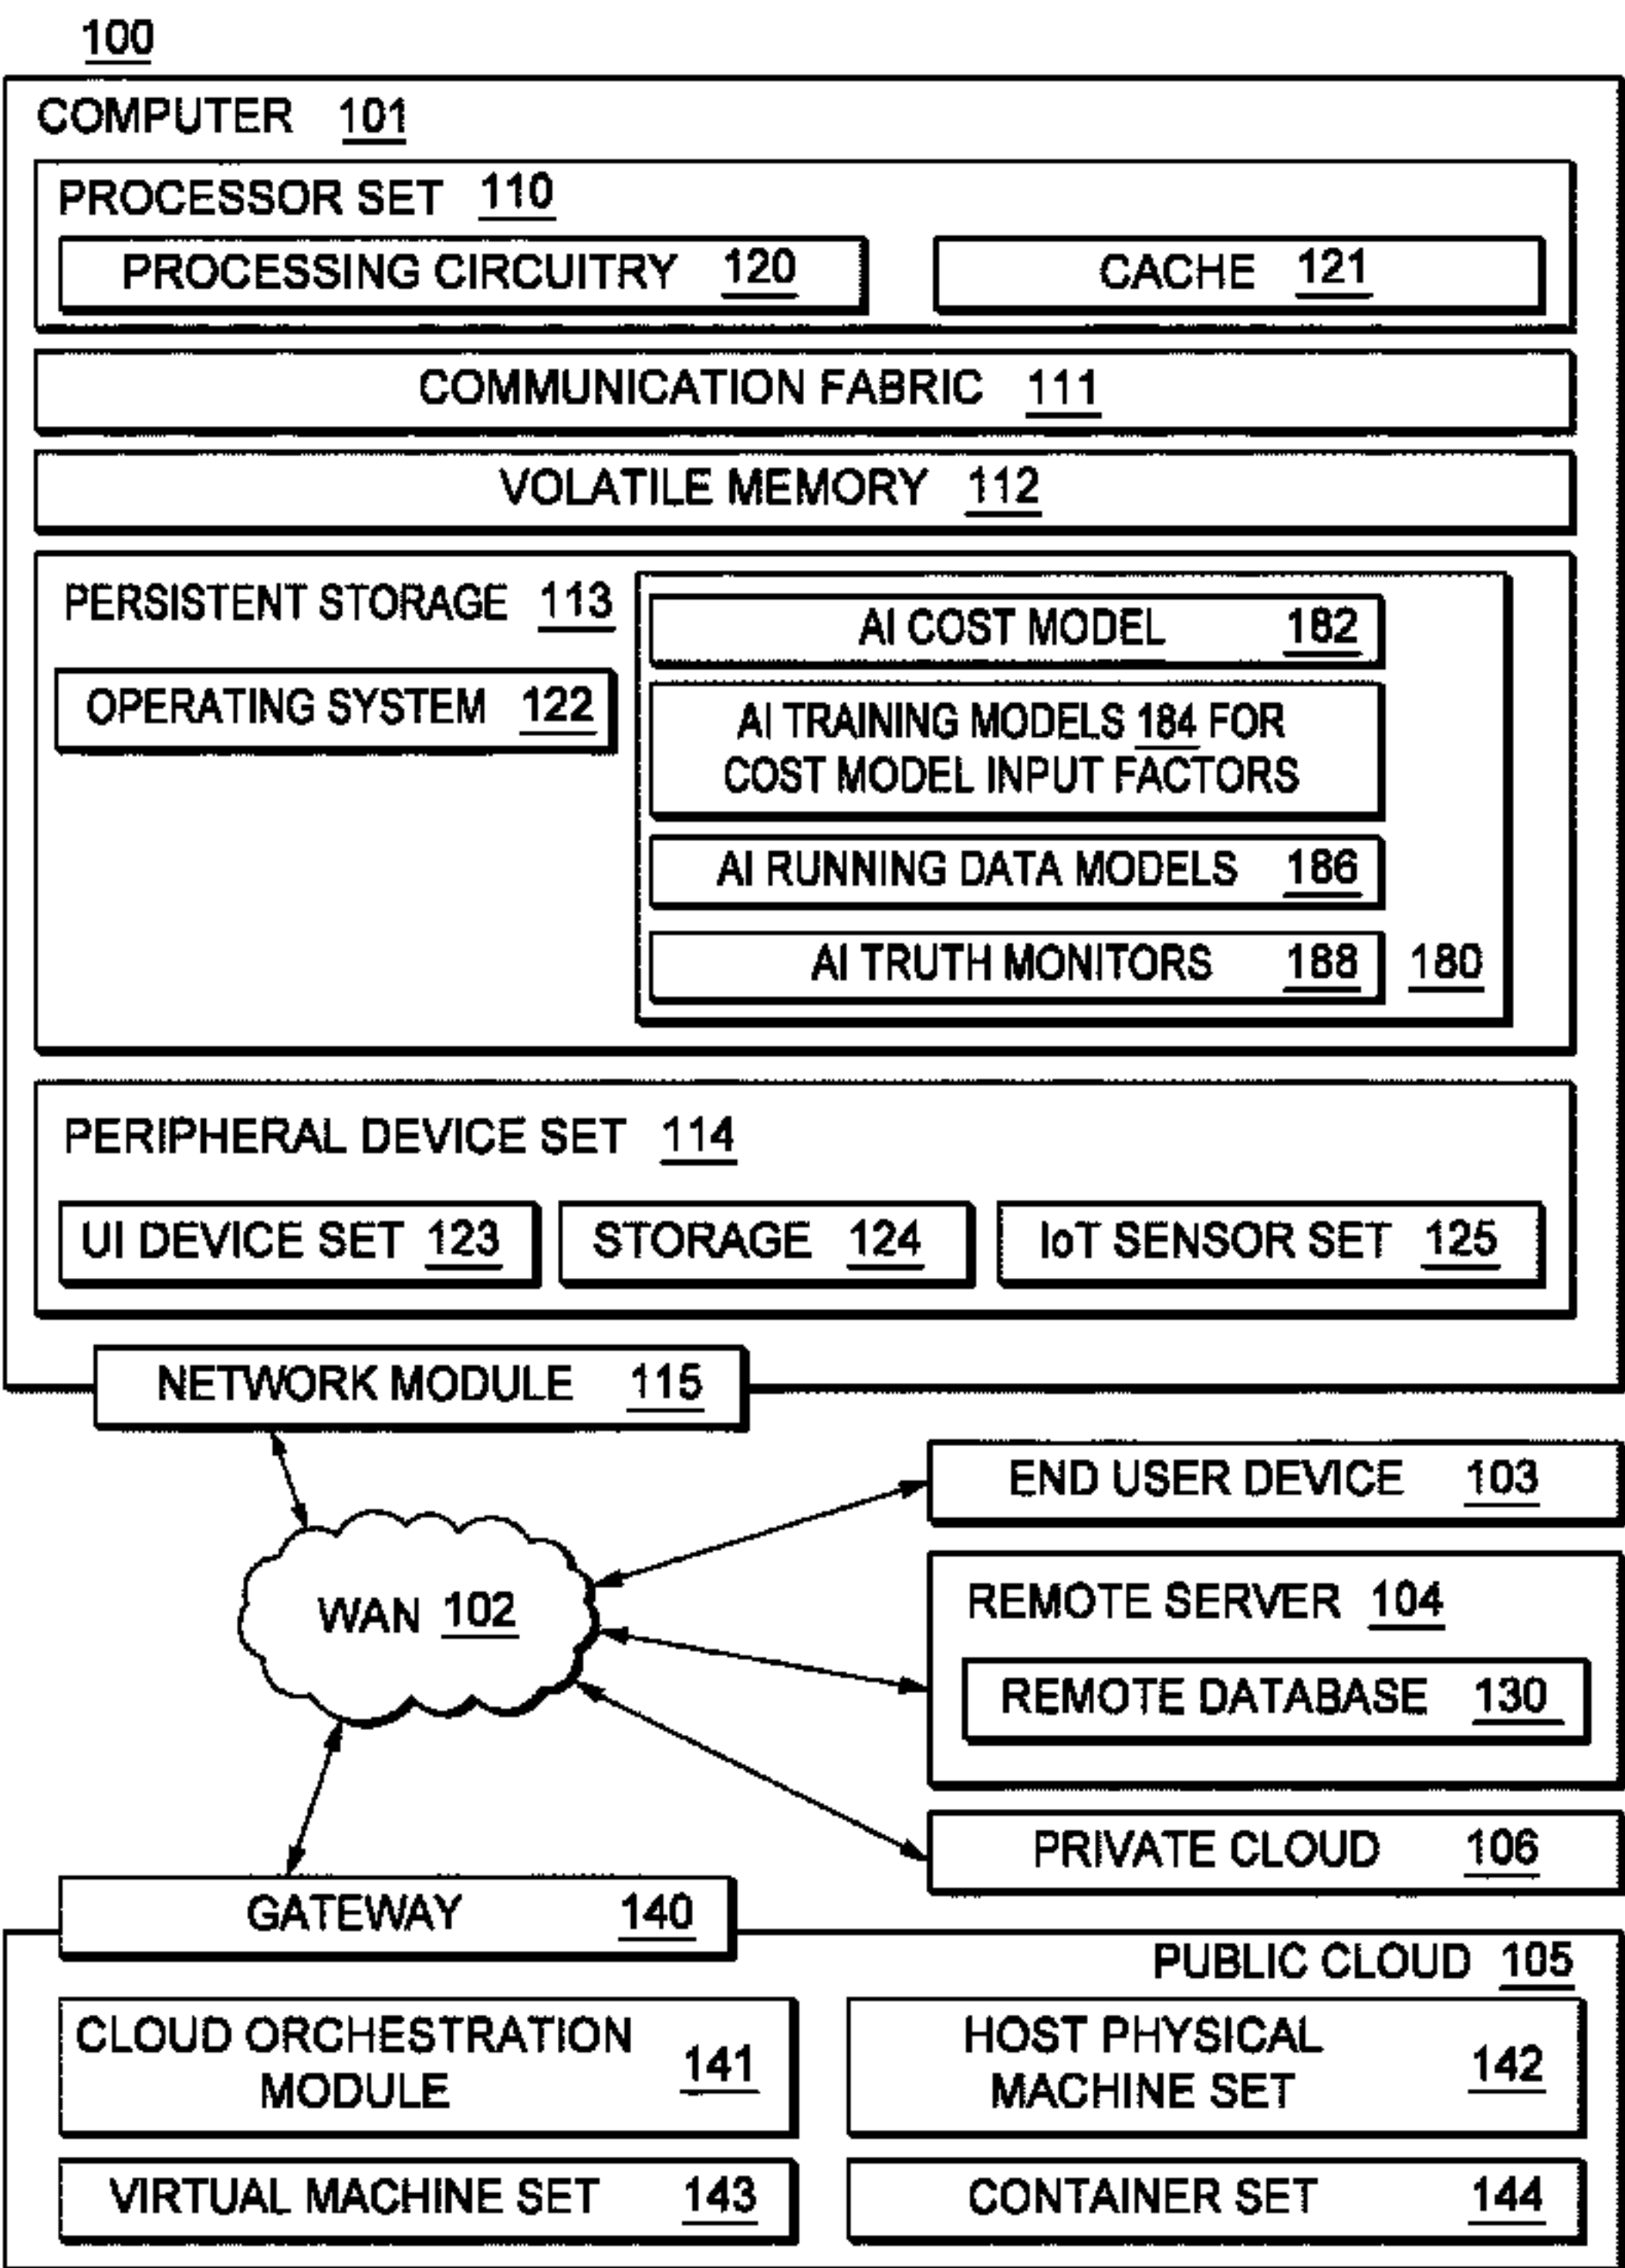 100
COMPUTER 101
PROCESSOR SET 110
PROCESSING CIRCUITRY 120
CACHE 121
COMMUNICATION FABRIC 111
VOLATILE MEMORY 112
PERSISTENT STORAGE 113
OPERATING SYSTEM 122
AI COST MODEL 182
AI TRAINING MODELS 184 FOR
COST MODEL INPUT FACTORS
AI RUNNING DATA MODELS 186
AI TRUTH MONITORS 188
180
PERIPHERAL DEVICE SET 114
UI DEVICE SET 123
STORAGE 124
IoT SENSOR SET 125
NETWORK MODULE 115
WAN 102
END USER DEVICE 103
REMOTE SERVER 104
REMOTE DATABASE 130
PRIVATE CLOUD 106
GATEWAY 140
PUBLIC CLOUD 105
CLOUD ORCHESTRATION
MODULE 141
HOST PHYSICAL
MACHINE SET 142
VIRTUAL MACHINE SET 143
CONTAINER SET 144